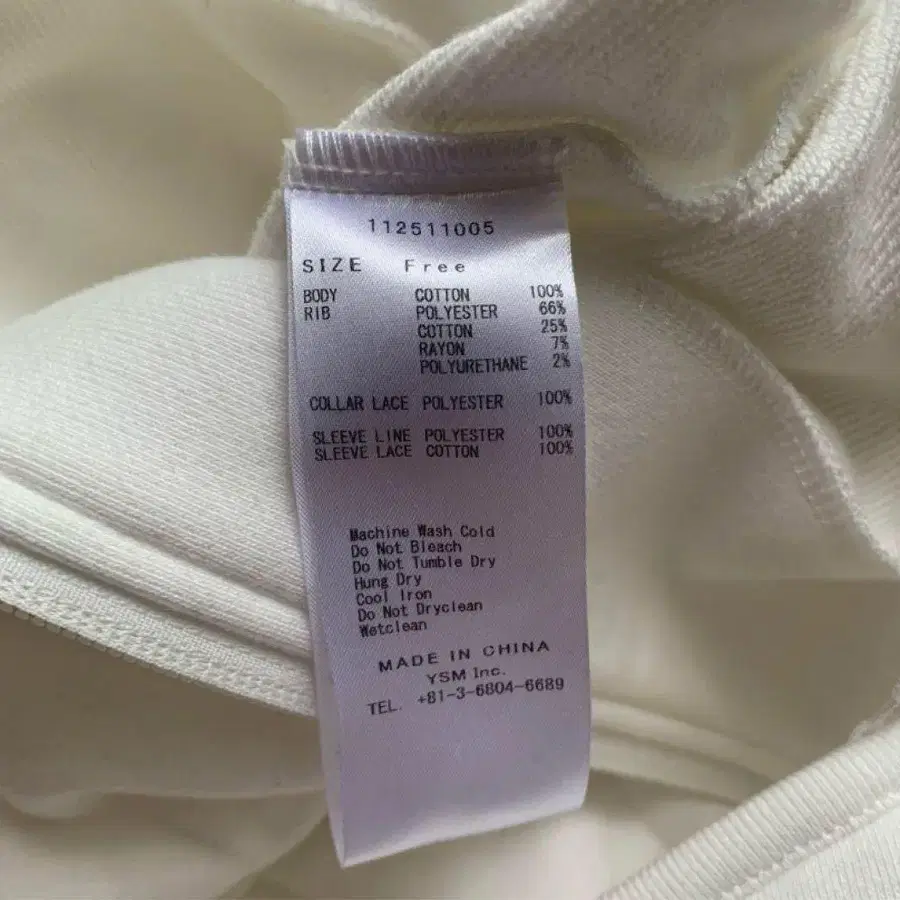 112511005
SIZE Free
BODY COTTON 100%
RIB POLYESTER 66%
COTTON 25%
RAYON 7%
POLYURETHANE 2%
COLLAR LACE POLYESTER 100%
SLEEVE LINE POLYESTER 100%
SLEEVE LACE COTTON 100%
Machine Wash Cold
Do Not Bleach
Do Not Tumble Dry
Hung Dry
Cool Iron
Do Not Dryclean
Wetclean
MADE IN CHINA
YSM Inc.
TEL. +81-3-6804-6689